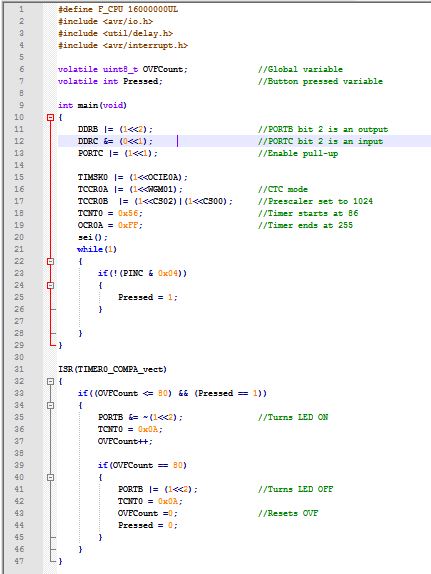 1 #define F_CPU 16000000UL
2 #include <avr/io.h>
3 #include <util/delay.h>
4 #include <avr/interrupt.h>
5
6 volatile uint8_t OVFCount; //Global variable
7 volatile int Pressed; //Button pressed variable
8
9 int main(void)
10 {
11 DDRB |= (1<<2); //PORTB bit 2 is an output
12 DDRC &= (0<<1); //PORTC bit 2 is an input
13 PORTC |= (1<<1); //Enable pull-up
14
15 TIMSK0 |= (1<<OCIE0A);
16 TCCR0A |= (1<<WGM01); //CTC mode
17 TCCR0B |= (1<<CS02)|(1<<CS00); //Prescaler set to 1024
18 TCNT0 = 0x56; //Timer starts at 86
19 OCR0A = 0xFF; //Timer ends at 255
20 sei();
21 while(1)
22 {
23 if(!(PINC & 0x04))
24 {
25 Pressed = 1;
26 }
27
28 }
29 }
30
31 ISR(TIMER0_COMPA_vect)
32 {
33 if((OVFCount <= 80) && (Pressed == 1))
34 {
35 PORTB &= ~(1<<2); //Turns LED ON
36 TCNT0 = 0x0A;
37 OVFCount++;
38
39 if(OVFCount == 80)
40 {
41 PORTB |= (1<<2); //Turns LED OFF
42 TCNT0 = 0x0A;
43 OVFCount =0; //Resets OVF
44 Pressed = 0;
45 }
46 }
47 }